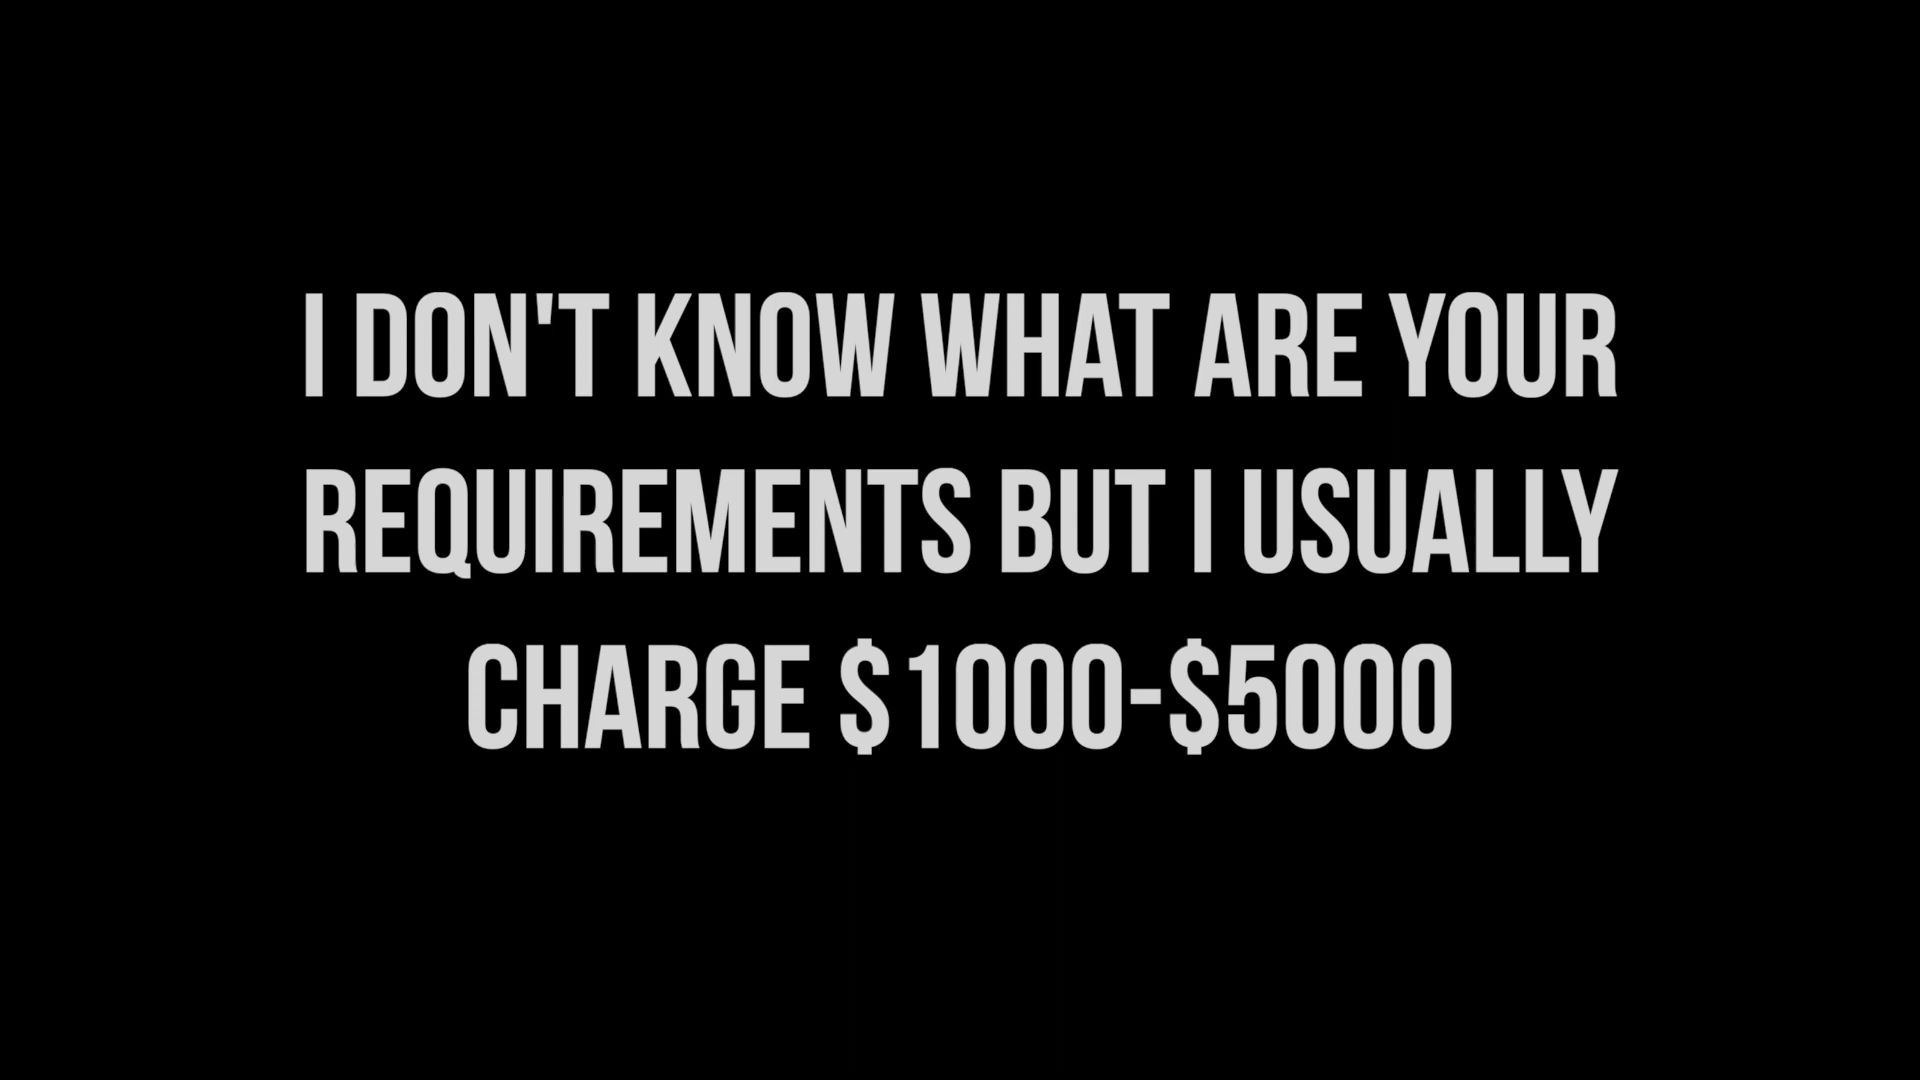 I DON'T KNOW WHAT ARE YOUR
REQUIREMENTS BUT I USUALLY
CHARGE $1000-$5000